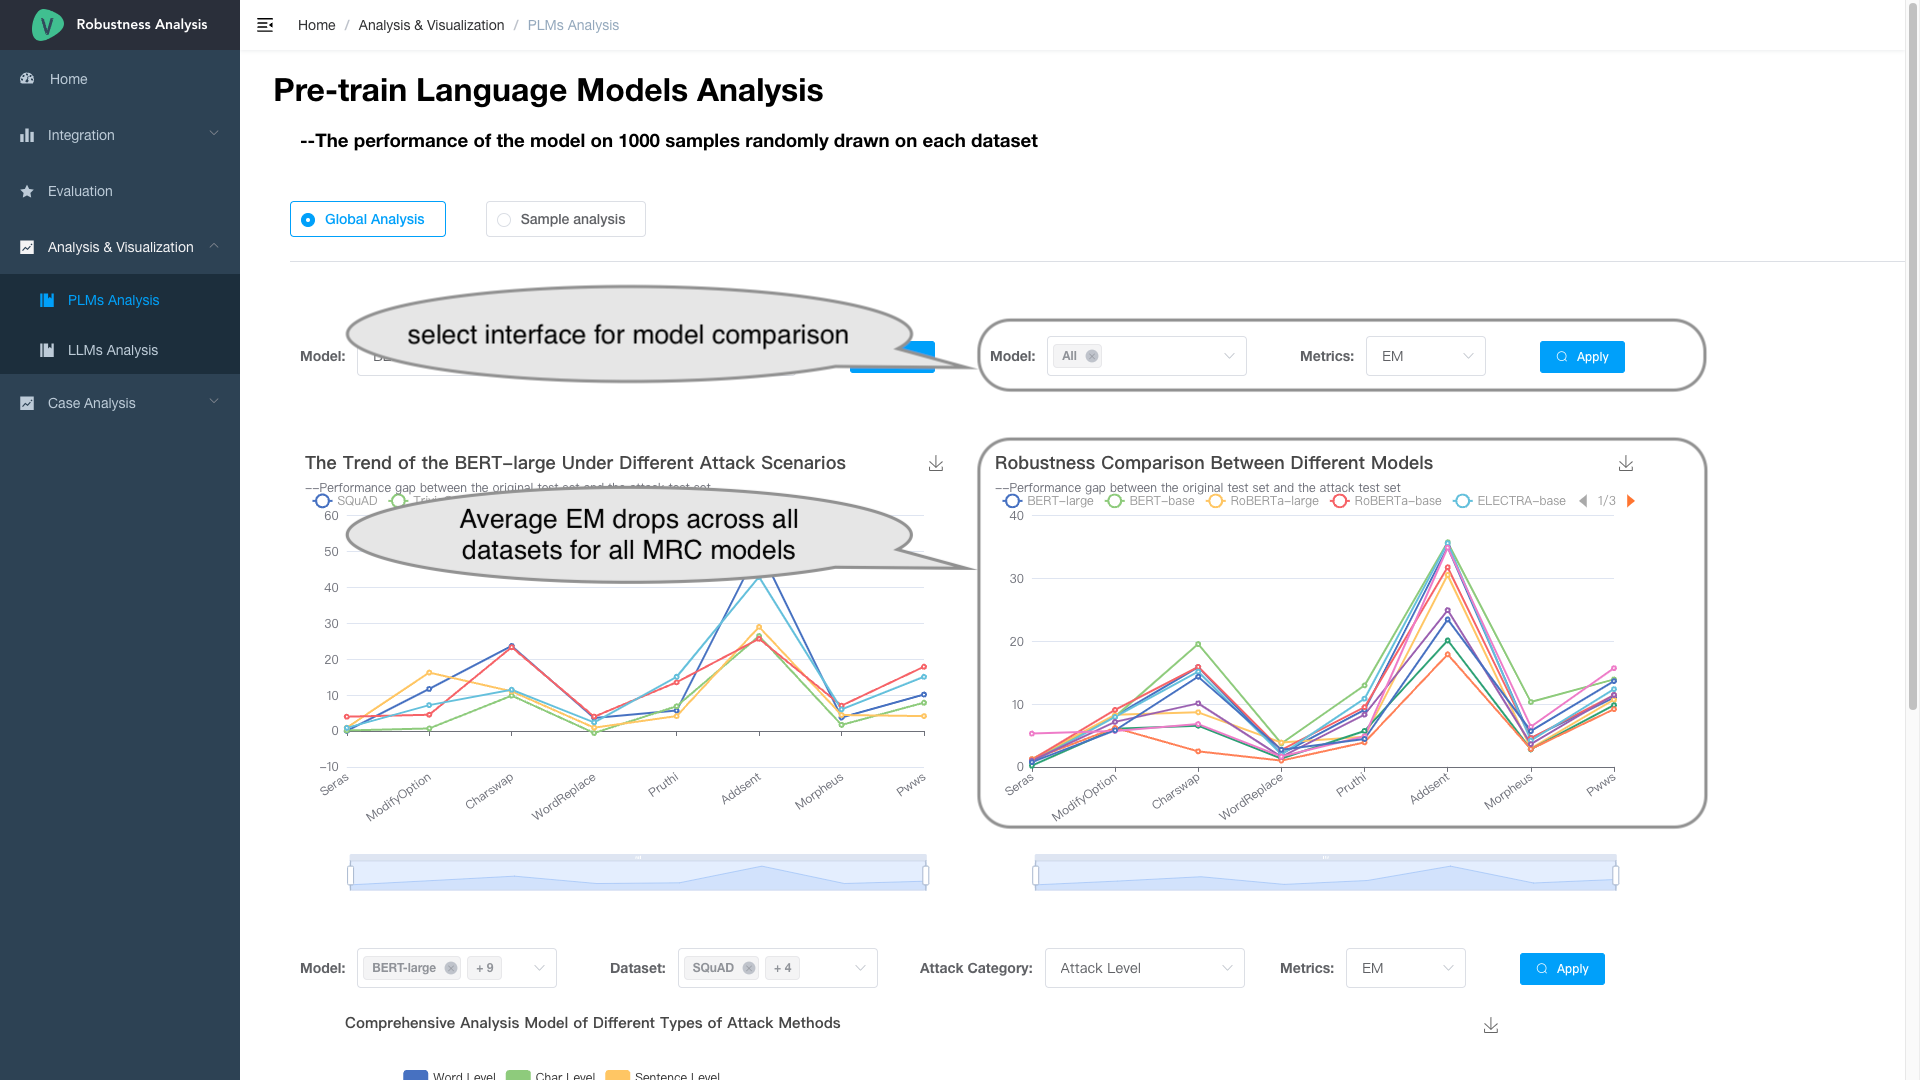 Robustness Analysis
Home / Analysis & Visualization / PLMs Analysis
Home
Integration
Evaluation
Analysis & Visualization
PLMs Analysis
LLMs Analysis
Case Analysis
Pre-train Language Models Analysis
--The performance of the model on 1000 samples randomly drawn on each dataset
Global Analysis
Sample analysis
Model:
select interface for model comparison
Model: All
Metrics: EM
Apply
The Trend of the BERT-large Under Different Attack Scenarios
--Performance gap between the original test set and the attack test set
SQuAD
Average EM drops across all
datasets for all MRC models
60
50
40
30
20
10
0
-10
Seras
ModifyOption
Charswap
WordReplace
Pruthi
Addsent
Morpheus
Pwws
Robustness Comparison Between Different Models
--Performance gap between the original test set and the attack test set
BERT-large BERT-base RoBERTa-large RoBERTa-base ELECTRA-base 1/3
40
30
20
10
0
Seras
ModifyOption
Charswap
WordReplace
Pruthi
Addsent
Morpheus
Pwws
Model: BERT-large + 9
Dataset: SQuAD + 4
Attack Category: Attack Level
Metrics: EM
Apply
Comprehensive Analysis Model of Different Types of Attack Methods
Word Level Char Level Sentence Level